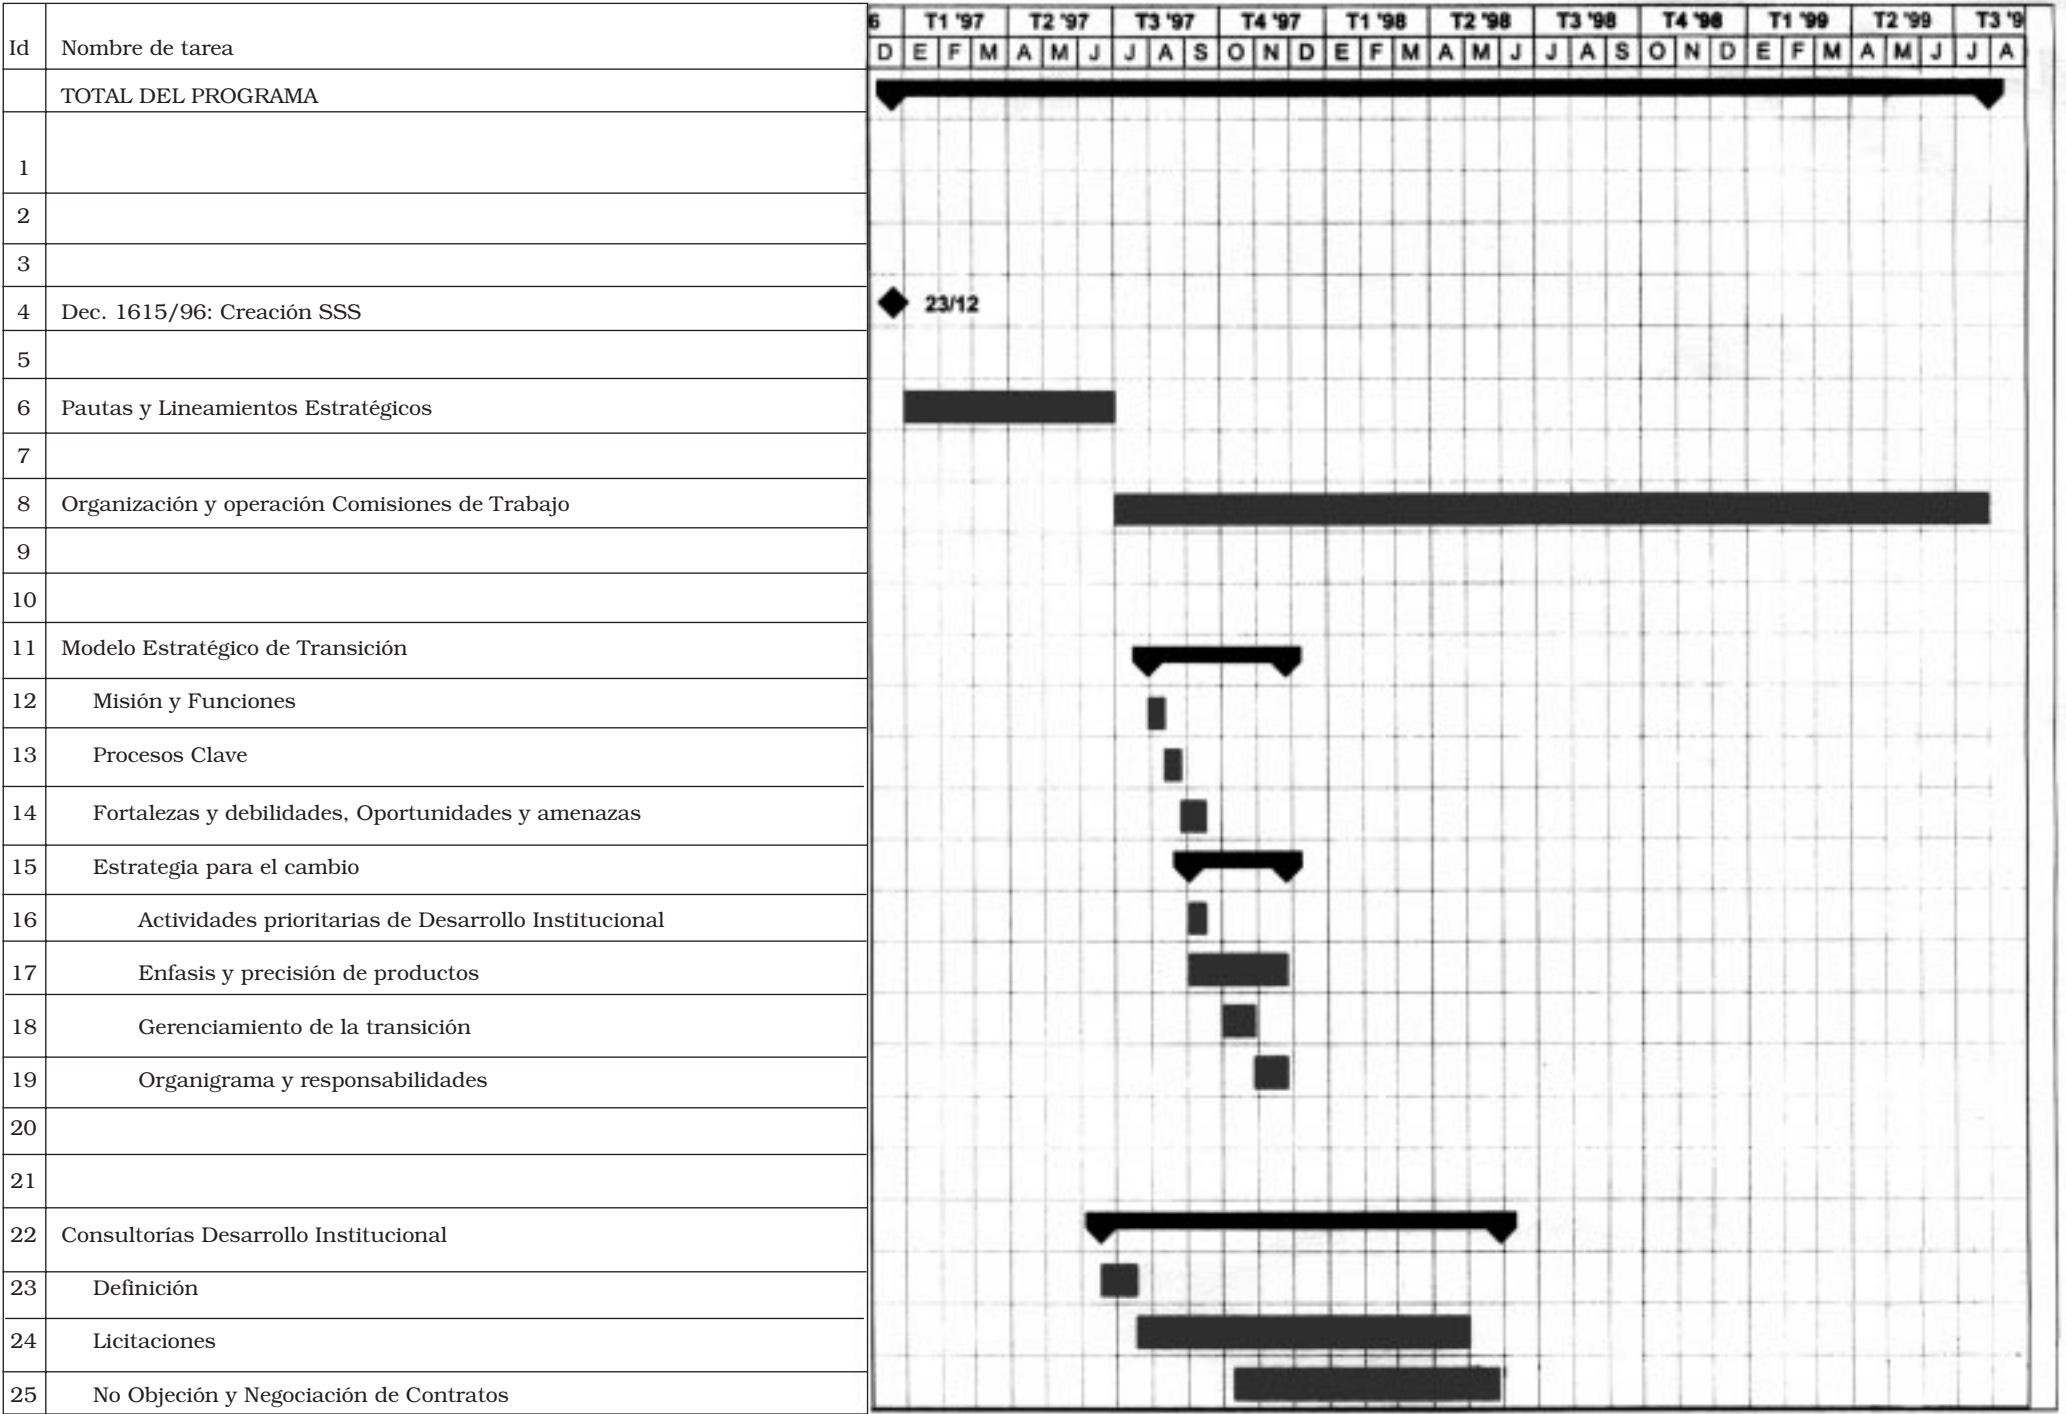 6 T1 '97 T2 '97 T3 '97 T4 '97 T1 '98 T2 '98 T3 '98 T4 '98 T1 '99 T2 '99 T3 '9
Id Nombre de tarea D E F M A M J J A S O N D E F M A M J J A S O N D E F M A M J J A
TOTAL DEL PROGRAMA
1
2
3
4 Dec. 1615/96: Creación SSS 23/12
5
6 Pautas y Lineamientos Estratégicos
7
8 Organización y operación Comisiones de Trabajo
9
10
11 Modelo Estratégico de Transición
12 Misión y Funciones
13 Procesos Clave
14 Fortalezas y debilidades, Oportunidades y amenazas
15 Estrategia para el cambio
16 Actividades prioritarias de Desarrollo Institucional
17 Enfasis y precisión de productos
18 Gerenciamiento de la transición
19 Organigrama y responsabilidades
20
21
22 Consultorías Desarrollo Institucional
23 Definición
24 Licitaciones
25 No Objeción y Negociación de Contratos